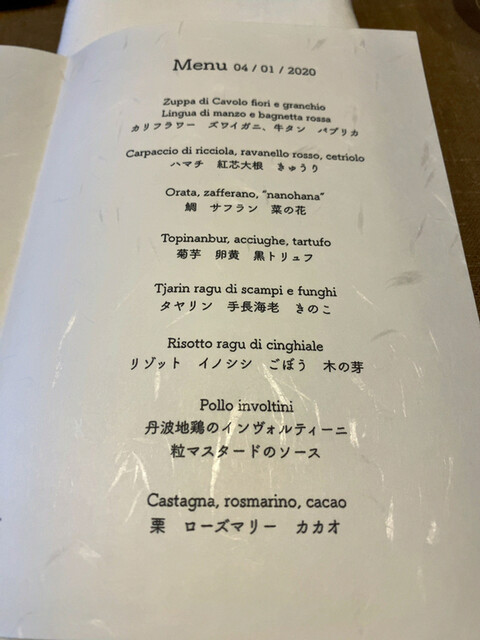 Menu 04 / 01 / 2020
Zuppa di Cavolo fiori e granchio
Lingua di manzo e bagnetta rossa
カリフラワー ズワイガニ、牛タン パプリカ
Carpaccio di ricciola, ravanello rosso, cetriolo
ハマチ 紅芯大根 きゅうり
Orata, zafferano, "nanohana"
鯛 サフラン 菜の花
Topinanbur, acciughe, tartufo
菊芋 卵黄 黒トリュフ
Tjarin ragu di scampi e funghi
タヤリン 手長海老 きのこ
Risotto ragu di cinghiale
リゾット イノシシ ごぼう 木の芽
Pollo involtini
丹波地鶏のインヴォルティーニ
粒マスタードのソース
Castagna, rosmarino, cacao
栗 ローズマリー カカオ